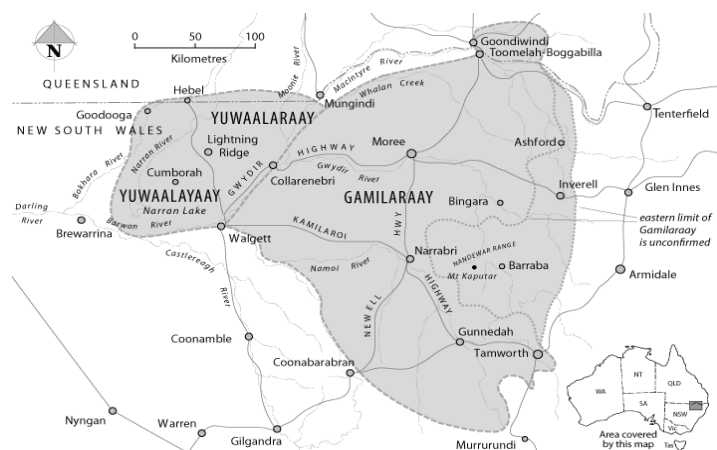 N
0 50 100
Kilometres
QUEENSLAND
NEW SOUTH WALES
Hebel
Goodooga
Moonie River
MacIntyre River
Whalan Creek
Goondiwindi
Toomelah-Boggabilla
Mungindi
YUWAALARAAY
Lightning
Ridge
Narran River
Bokhara River
Cumborah
YUWAALAYAAY
Narran Lake
Darling
River
Barwon River
Brewarrina
Walgett
GWYDIR HIGHWAY
Collarenebri
Gwydir River
Moree
GAMILARAAY
Ashford
Tenterfield
Inverell
Glen Innes
Bingara
eastern limit of
Gamilaraay
is unconfirmed
KAMILAROI HIGHWAY
NEWELL HWY
Narrabri
Namoi River
NANDEWAR RANGE
Mt Kaputar
Barraba
Armidale
Castlereagh River
Coonamble
Coonabarabran
Gunnedah
Tamworth
Nyngan
Warren
Gilgandra
Murrurundi
WA
NT
QLD
SA
NSW
Vic
Tas
Area covered
by this map